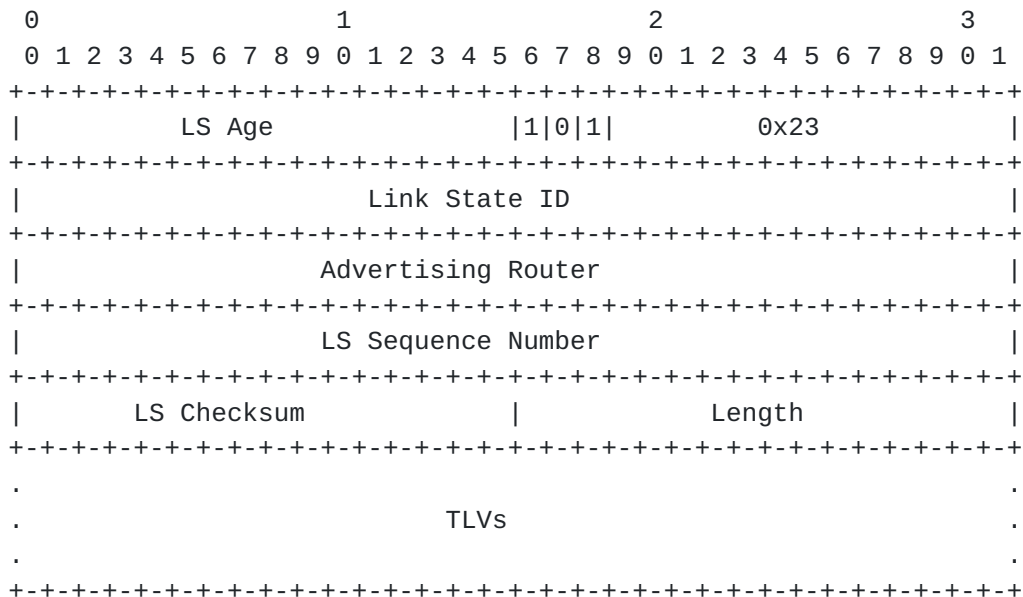 0                   1                   2                   3
 0 1 2 3 4 5 6 7 8 9 0 1 2 3 4 5 6 7 8 9 0 1 2 3 4 5 6 7 8 9 0 1
+-+-+-+-+-+-+-+-+-+-+-+-+-+-+-+-+-+-+-+-+-+-+-+-+-+-+-+-+-+-+-+-+
|          LS Age               |1|0|1|         0x23            |
+-+-+-+-+-+-+-+-+-+-+-+-+-+-+-+-+-+-+-+-+-+-+-+-+-+-+-+-+-+-+-+-+
|                      Link State ID                            |
+-+-+-+-+-+-+-+-+-+-+-+-+-+-+-+-+-+-+-+-+-+-+-+-+-+-+-+-+-+-+-+-+
|                   Advertising Router                          |
+-+-+-+-+-+-+-+-+-+-+-+-+-+-+-+-+-+-+-+-+-+-+-+-+-+-+-+-+-+-+-+-+
|                   LS Sequence Number                          |
+-+-+-+-+-+-+-+-+-+-+-+-+-+-+-+-+-+-+-+-+-+-+-+-+-+-+-+-+-+-+-+-+
|       LS Checksum             |            Length             |
+-+-+-+-+-+-+-+-+-+-+-+-+-+-+-+-+-+-+-+-+-+-+-+-+-+-+-+-+-+-+-+-+
.                                                               .
.                           TLVs                                .
.                                                               .
+-+-+-+-+-+-+-+-+-+-+-+-+-+-+-+-+-+-+-+-+-+-+-+-+-+-+-+-+-+-+-+-+